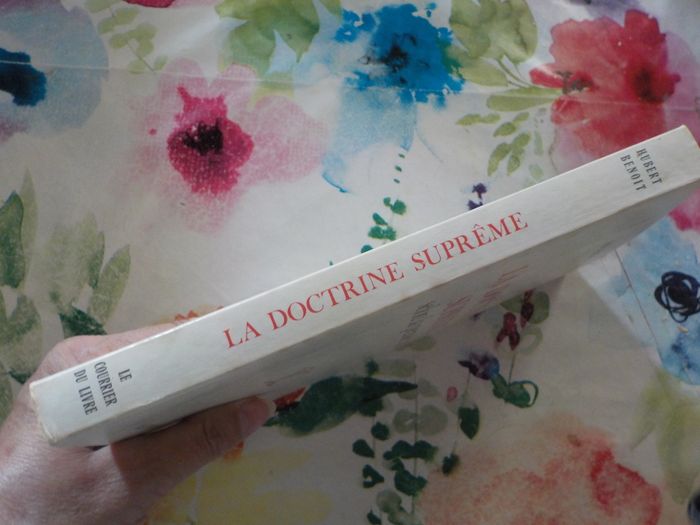 HUBERT
BENOIT
LA DOCTRINE SUPRÊME
LE
COURRIER
DU LIVRE